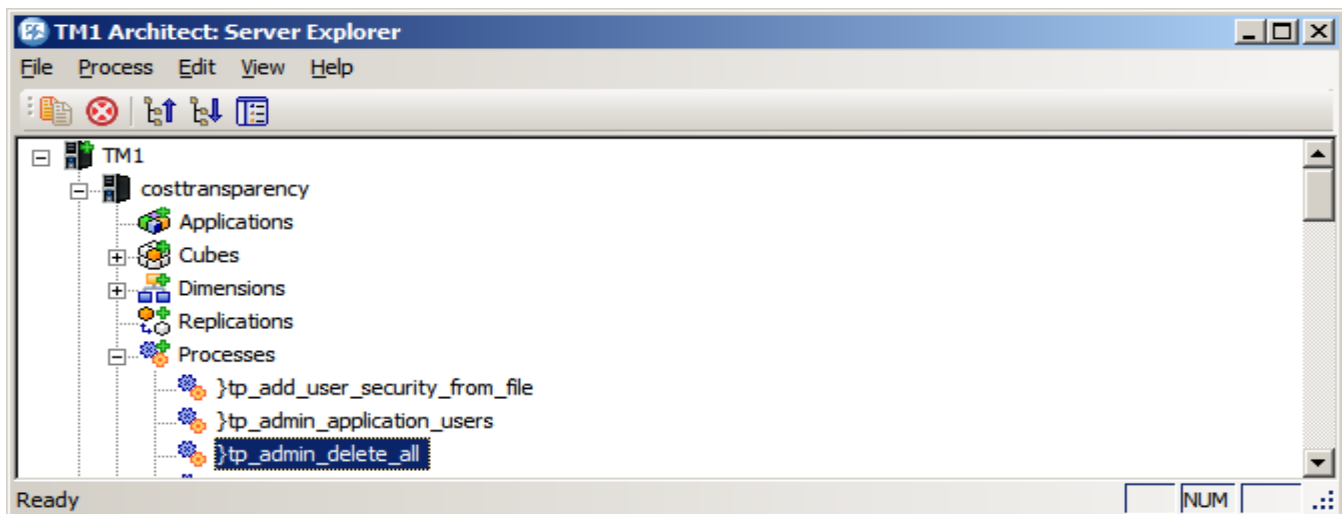 TM1 Architect: Server Explorer
File Process Edit View Help
TM1
costtransparency
Applications
Cubes
Dimensions
Replications
Processes
}tp_add_user_security_from_file
}tp_admin_application_users
}tp_admin_delete_all
Ready NUM